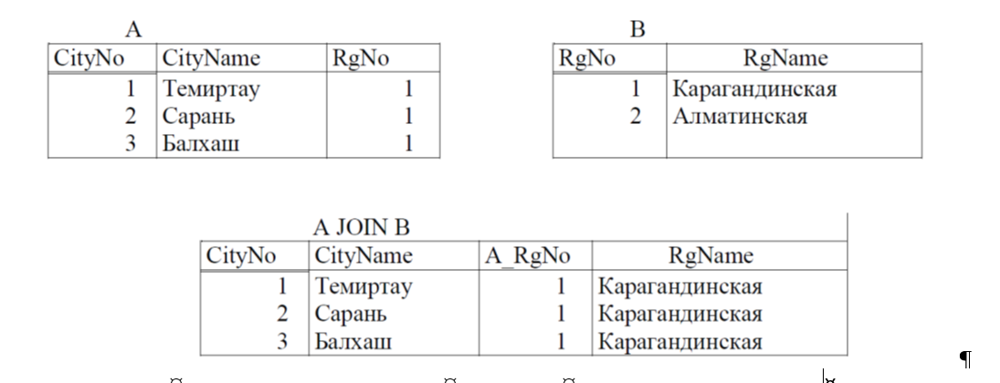 A B
CityNo CityName RgNo RgNo RgName
1 Темиртау 1 1 Карагандинская
2 Сарань 1 2 Алматинская
3 Балхаш 1
A JOIN B
CityNo CityName A_RgNo RgName
1 Темиртау 1 Карагандинская
2 Сарань 1 Карагандинская
3 Балхаш 1 Карагандинская
¶